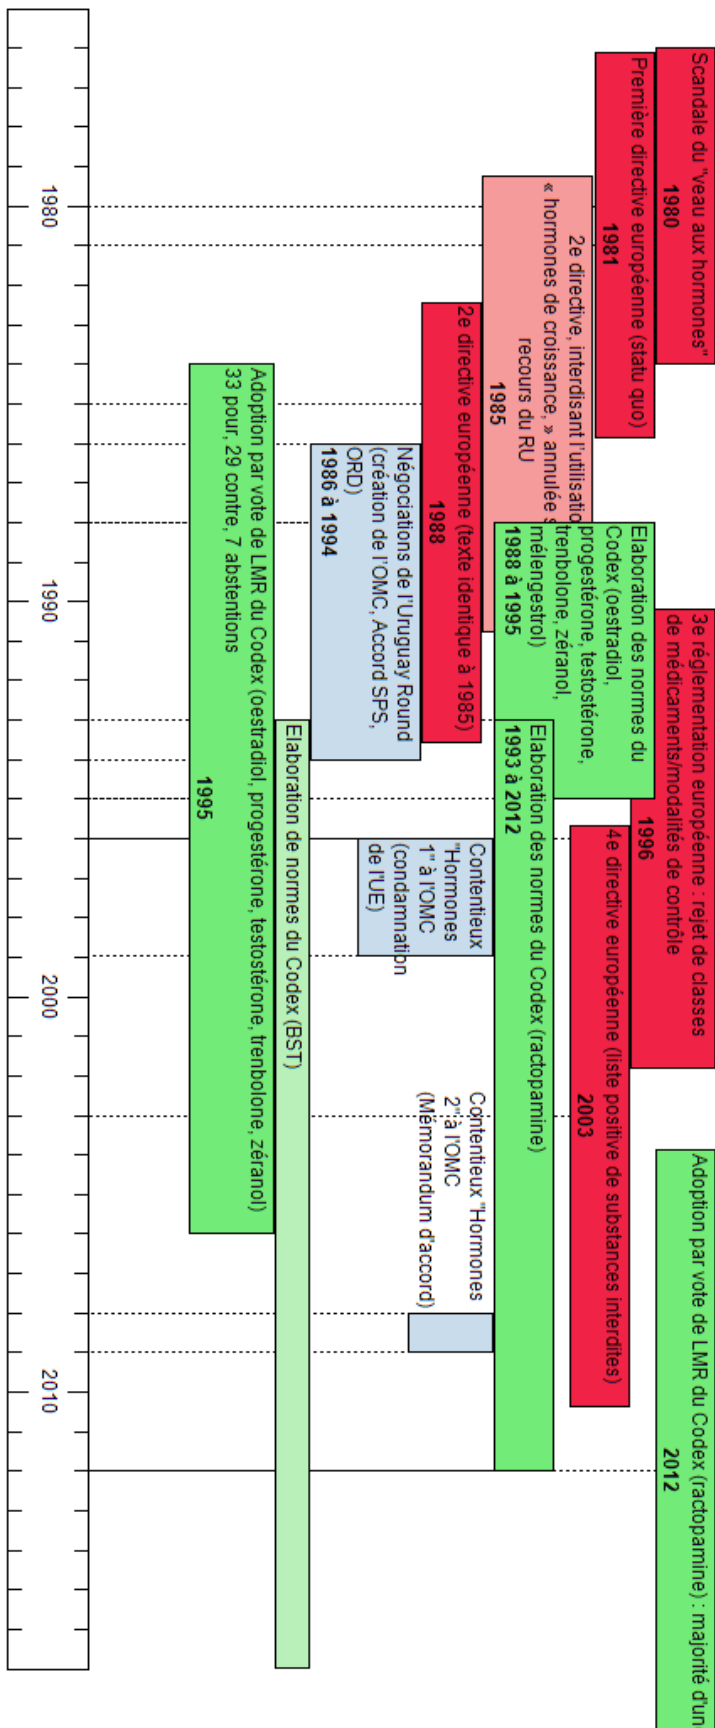 Scandale du "veau aux hormones"
1980
Première directive européenne (statu quo)
1981
2e directive, interdisant l'utilisatio
« hormones de croissance, » annulée s
recours du RU
1985
2e directive européenne (texte identique à 1985)
1988
Négociations de l'Uruguay Round
(création de l'OMC, Accord SPS,
ORD)
1986 à 1994
Adoption par vote de LMR du Codex (oestradiol, progestérone, testostérone, trenbolone, zéranol)
33 pour, 29 contre, 7 abstentions
1995
Elaboration des normes du
Codex (oestradiol,
progestérone, testostérone,
trenbolone, zéranol,
mélengestrol)
1988 à 1995
3e réglementation européenne : rejet de classes
de médicaments/modalités de contrôle
1996
4e directive européenne (liste positive de substances interdites)
2003
Elaboration des normes du Codex (ractopamine)
1993 à 2012
Contentieux
"Hormones
1" à l'OMC
(condamnation
de l'UE)
Contentieux "Hormones
2" à l'OMC
(Mémorandum d'accord)
Elaboration de normes du Codex (BST)
Adoption par vote de LMR du Codex (ractopamine) : majorité d'un
2012
1980
1990
2000
2010